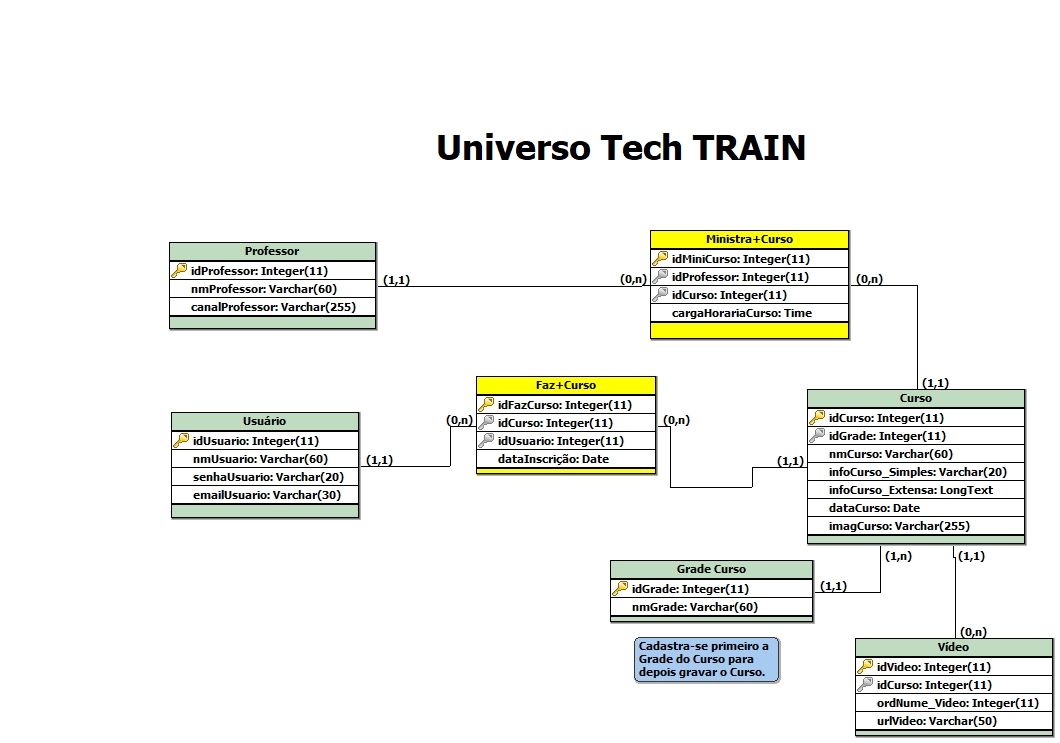 Universo Tech TRAIN
Professor
idProfessor: Integer(11)
nmProfessor: Varchar(60)
canalProfessor: Varchar(255)
(1,1)
(0,n)
Ministra+Curso
idMiniCurso: Integer(11)
idProfessor: Integer(11)
idCurso: Integer(11)
cargaHorariaCurso: Time
(0,n)
(1,1)
Usuário
idUsuario: Integer(11)
nmUsuario: Varchar(60)
senhaUsuario: Varchar(20)
emailUsuario: Varchar(30)
(1,1)
(0,n)
Faz+Curso
idFazCurso: Integer(11)
idCurso: Integer(11)
idUsuario: Integer(11)
dataInscrição: Date
(0,n)
(1,1)
Curso
idCurso: Integer(11)
idGrade: Integer(11)
nmCurso: Varchar(60)
infoCurso_Simples: Varchar(20)
infoCurso_Extensa: LongText
dataCurso: Date
imagCurso: Varchar(255)
(1,n)
(1,1)
Grade Curso
idGrade: Integer(11)
nmGrade: Varchar(60)
(1,1)
Cadastra-se primeiro a
Grade do Curso para
depois gravar o Curso.
(0,n)
Vídeo
idVideo: Integer(11)
idCurso: Integer(11)
ordNume_Video: Integer(11)
urlVideo: Varchar(50)